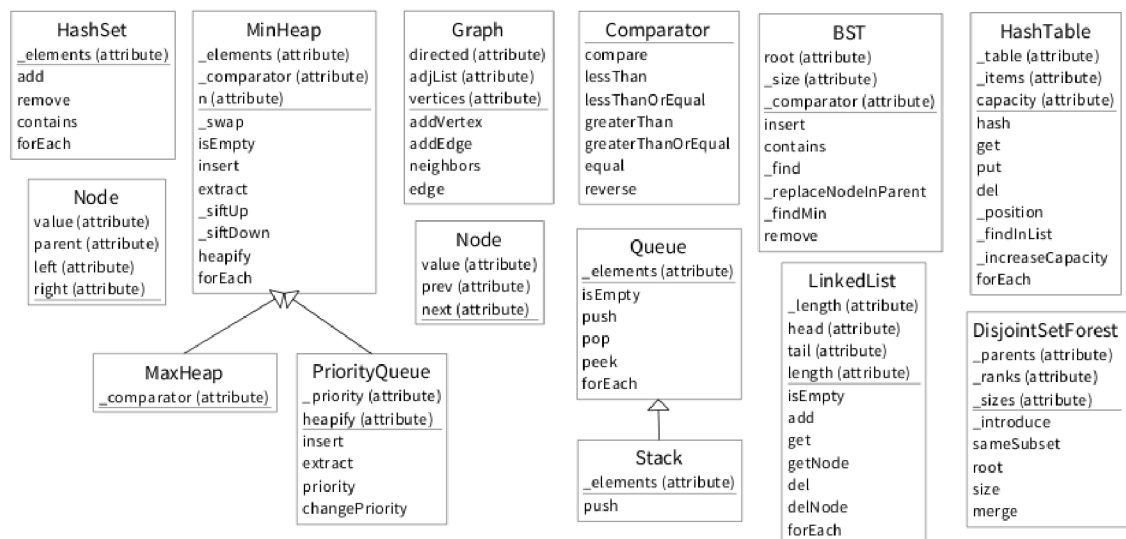 HashSet
_elements (attribute)
add
remove
contains
forEach
MinHeap
_elements (attribute)
_comparator (attribute)
n (attribute)
_swap
isEmpty
insert
extract
_siftUp
_siftDown
heapify
forEach
Graph
directed (attribute)
adjList (attribute)
vertices (attribute)
addVertex
addEdge
neighbors
edge
Comparator
compare
lessThan
lessThanOrEqual
greaterThan
greaterThanOrEqual
equal
reverse
BST
root (attribute)
_size (attribute)
_comparator (attribute)
insert
contains
_find
_replaceNodeInParent
_findMin
remove
HashTable
_table (attribute)
_items (attribute)
capacity (attribute)
hash
get
put
del
_position
_findInList
_increaseCapacity
forEach
Node
value (attribute)
parent (attribute)
left (attribute)
right (attribute)
Node
value (attribute)
prev (attribute)
next (attribute)
Queue
_elements (attribute)
isEmpty
push
pop
peek
forEach
LinkedList
_length (attribute)
head (attribute)
tail (attribute)
length (attribute)
isEmpty
add
get
getNode
del
delNode
forEach
DisjointSetForest
_parents (attribute)
_ranks (attribute)
_sizes (attribute)
_introduce
sameSubset
root
size
merge
MaxHeap
_comparator (attribute)
PriorityQueue
_priority (attribute)
heapify (attribute)
insert
extract
priority
changePriority
Stack
_elements (attribute)
push